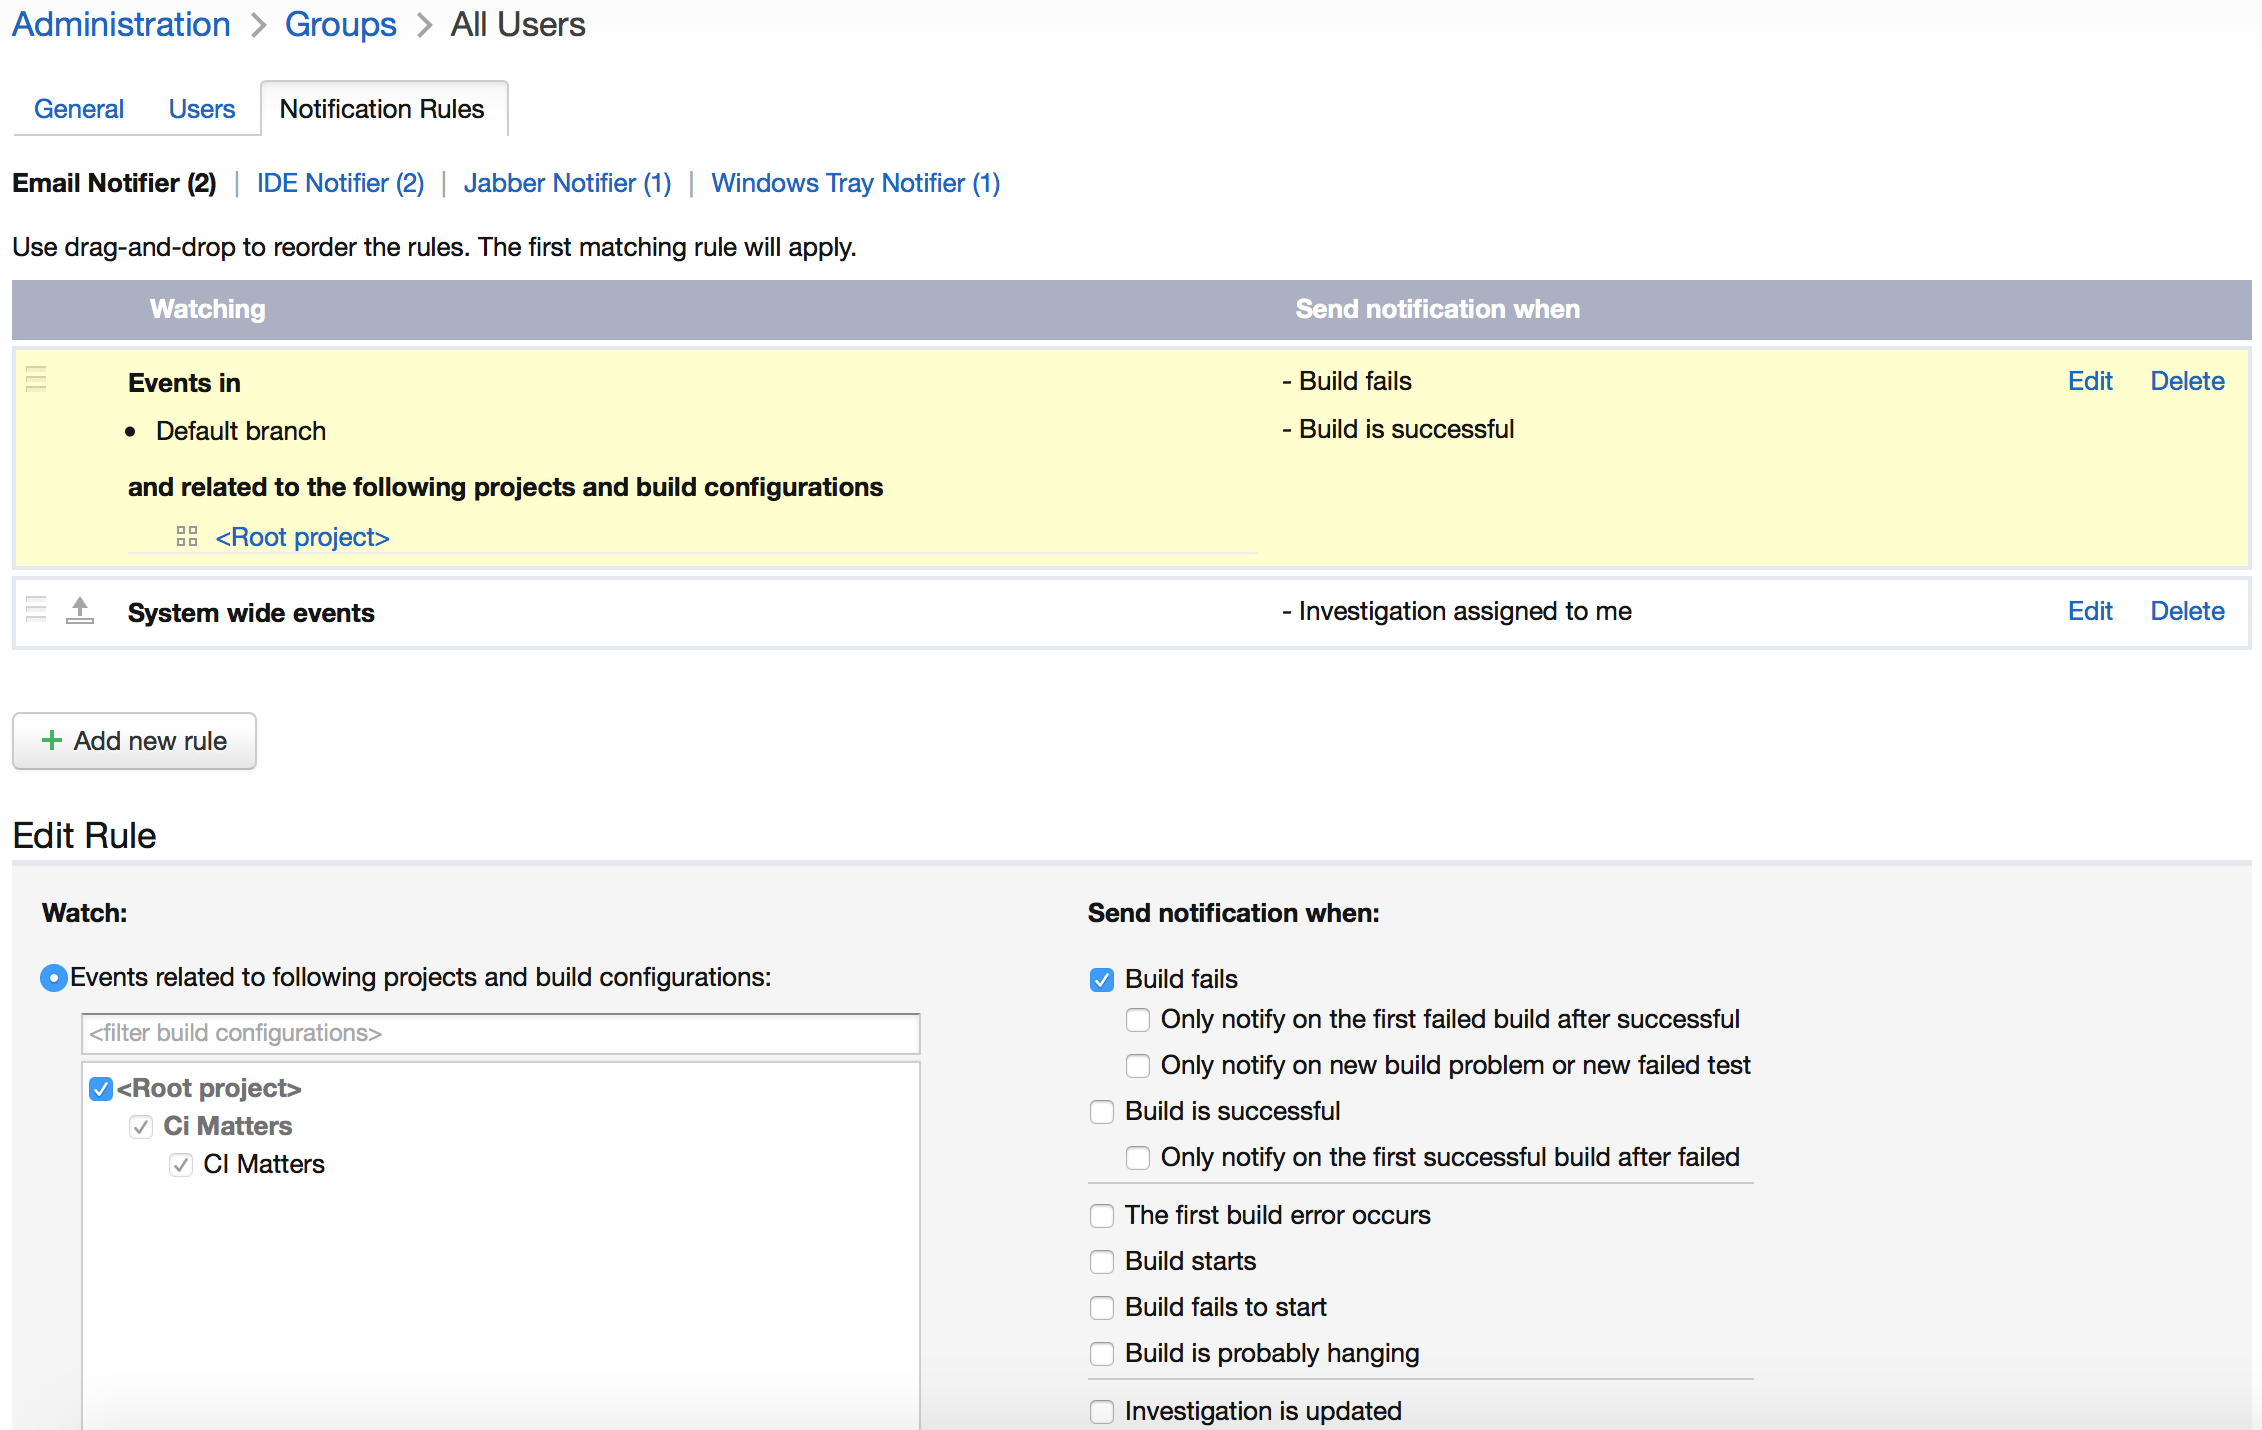 Administration > Groups > All Users
General Users Notification Rules
Email Notifier (2) | IDE Notifier (2) | Jabber Notifier (1) | Windows Tray Notifier (1)
Use drag-and-drop to reorder the rules. The first matching rule will apply.
Watching Send notification when
Events in - Build fails Edit Delete
• Default branch - Build is successful
and related to the following projects and build configurations
<Root project>
System wide events - Investigation assigned to me Edit Delete
+ Add new rule
Edit Rule
Watch:
Events related to following projects and build configurations:
<filter build configurations>
<Root project>
Ci Matters
CI Matters
Send notification when:
Build fails
Only notify on the first failed build after successful
Only notify on new build problem or new failed test
Build is successful
Only notify on the first successful build after failed
The first build error occurs
Build starts
Build fails to start
Build is probably hanging
Investigation is updated